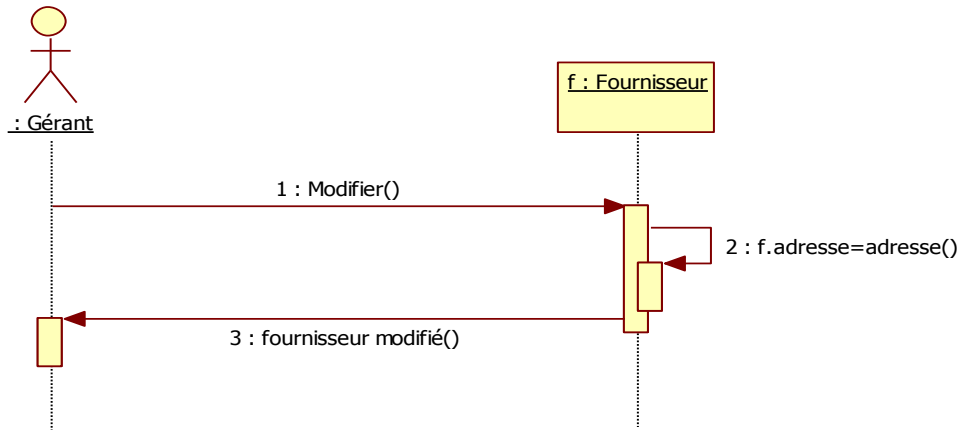 f : Fournisseur
: Gérant
1 : Modifier()
2 : f.adresse=adresse()
3 : fournisseur modifié()